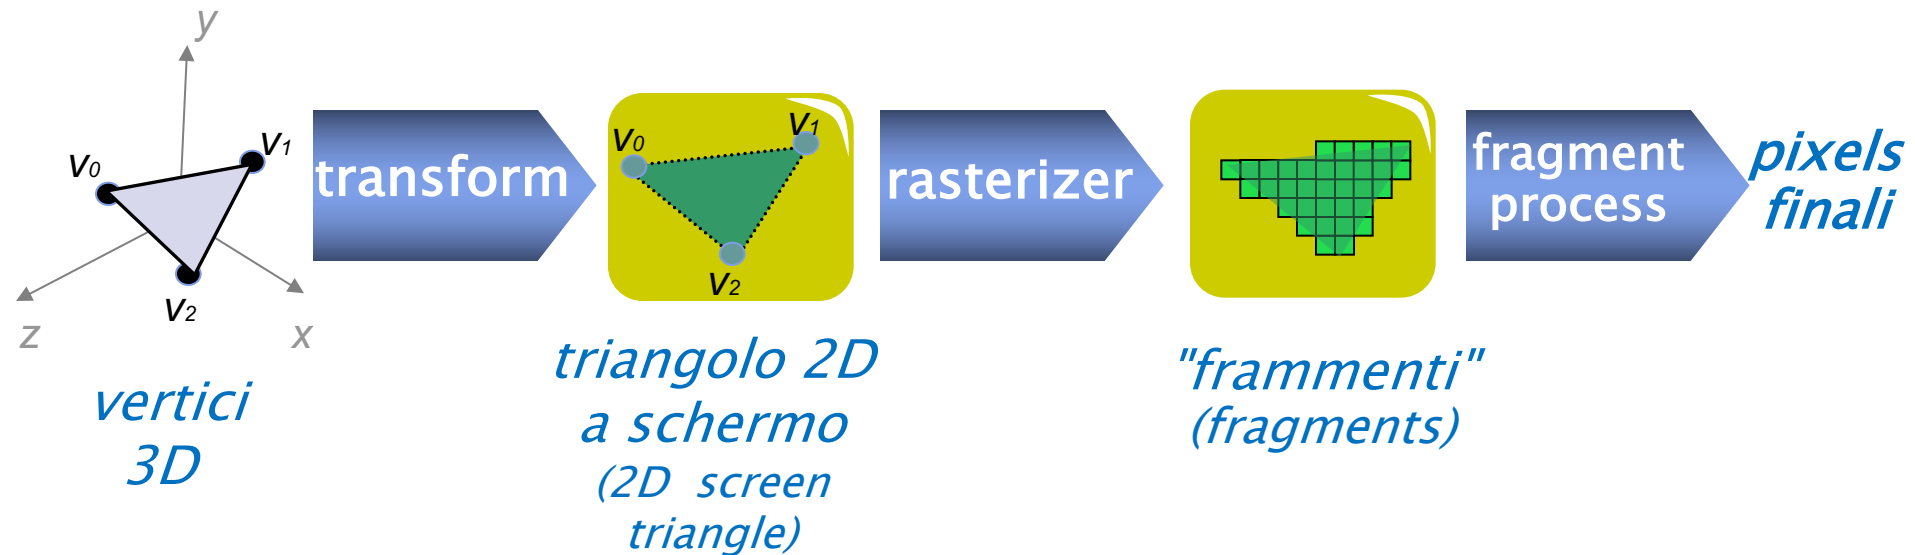 y
v0
v1
v2
z
x
vertici
3D
transform
v0
v1
v2
triangolo 2D
a schermo
(2D screen
triangle)
rasterizer
"frammenti"
(fragments)
fragment
process
pixels
finali